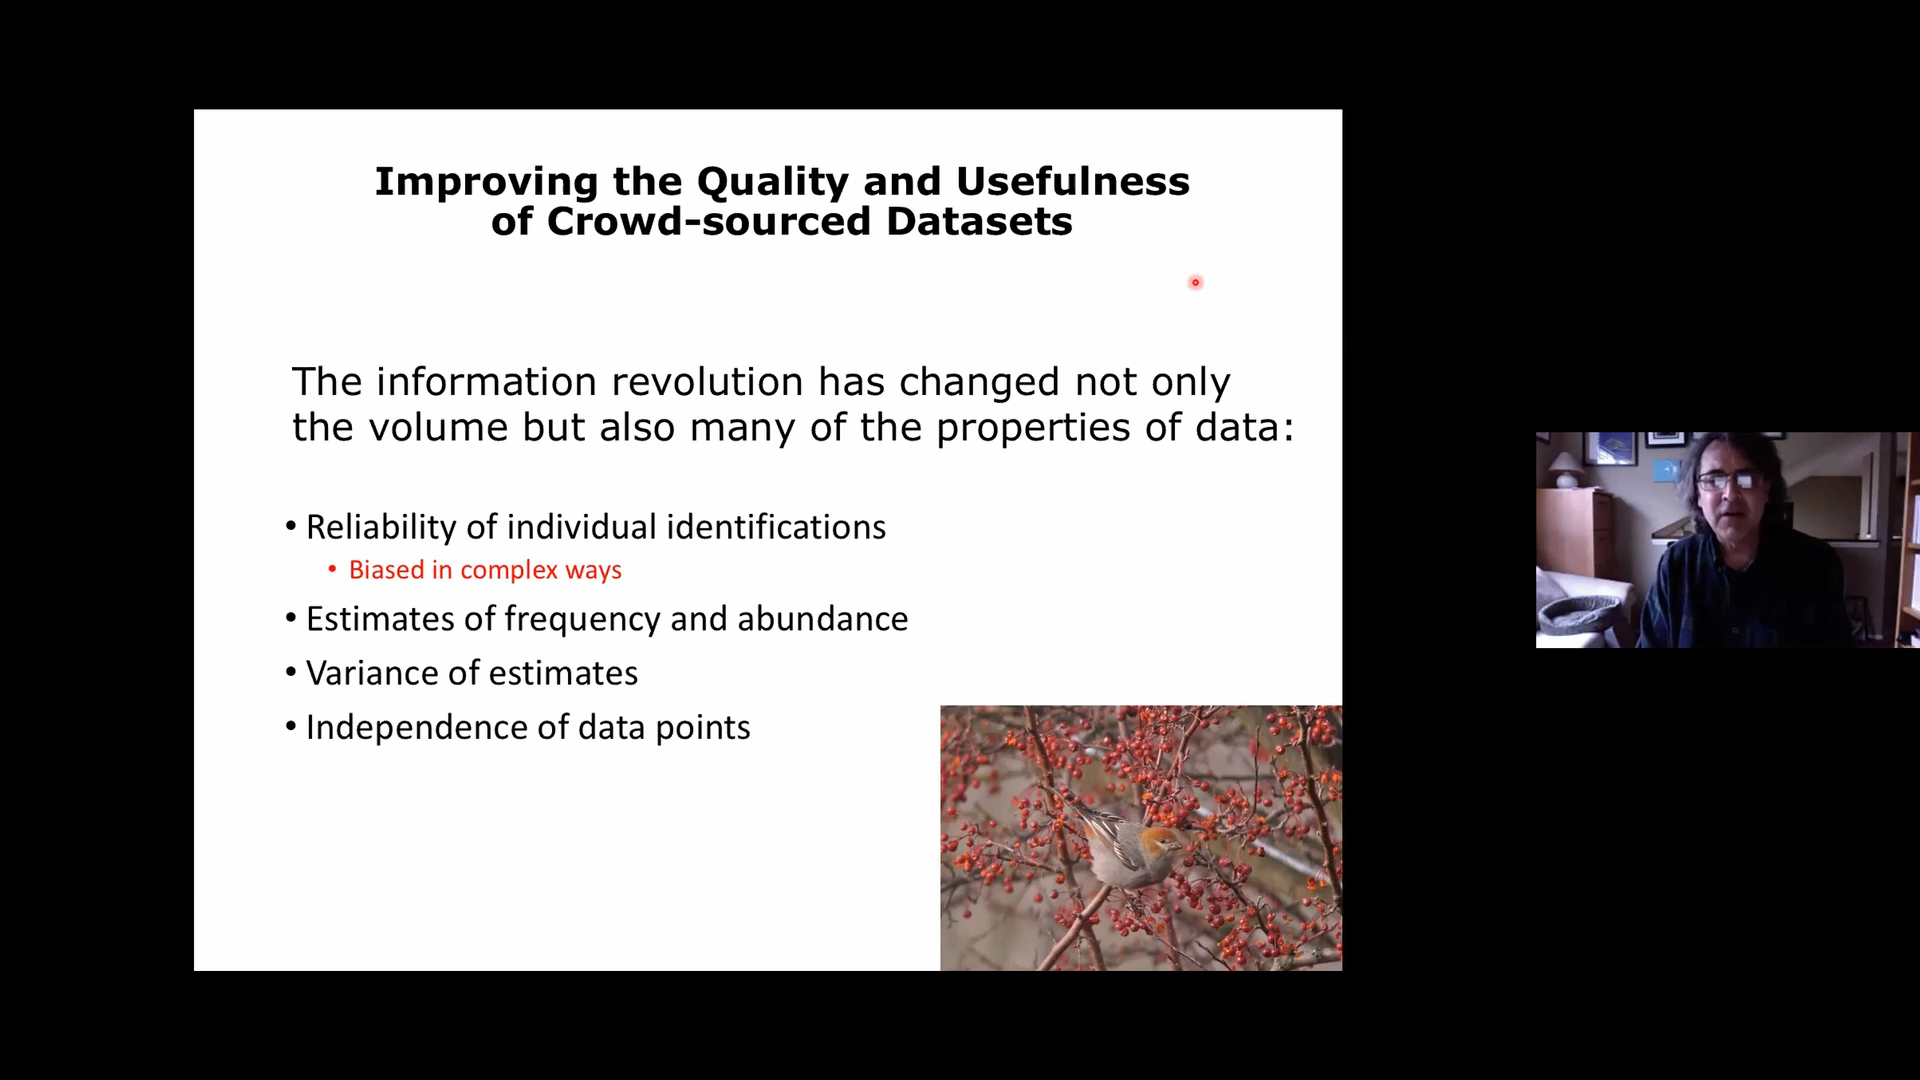 Improving the Quality and Usefulness
of Crowd-sourced Datasets
The information revolution has changed not only
the volume but also many of the properties of data:
• Reliability of individual identifications
• Biased in complex ways
• Estimates of frequency and abundance
• Variance of estimates
• Independence of data points